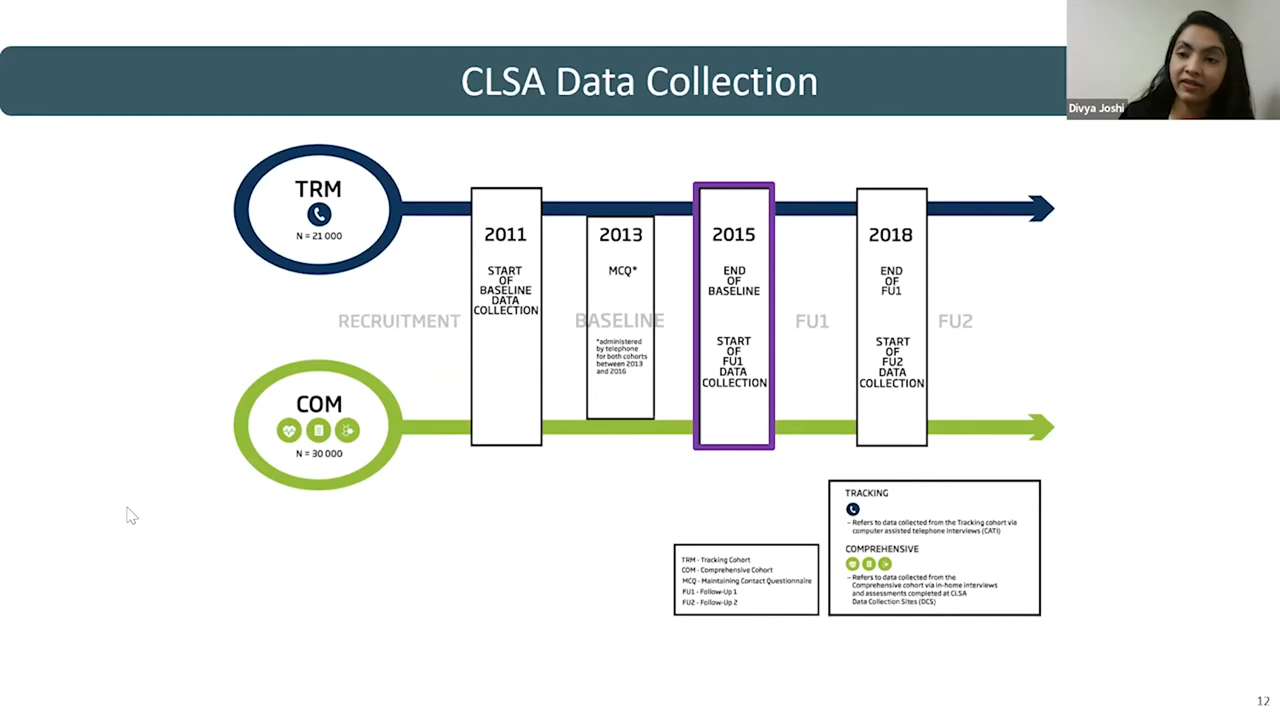 CLSA Data Collection
Divya Joshi
TRM
N = 21 000
2011
START
OF
BASELINE
DATA
COLLECTION
2013
MCQ*
2015
END
OF
BASELINE
2018
END
OF
FU1
RECRUITMENT
BASELINE
FU1
FU2
*administered
by telephone
for both cohorts
between 2013
and 2016
START
OF
FU1
DATA
COLLECTION
START
OF
FU2
DATA
COLLECTION
COM
N = 30 000
TRM - Tracking Cohort
COM - Comprehensive Cohort
MCQ - Maintaining Contact Questionnaire
FU1 - Follow-Up 1
FU2 - Follow-Up 2
TRACKING
– Refers to data collected from the Tracking cohort via
computer assisted telephone interviews (CATI)
COMPREHENSIVE
– Refers to data collected from the
Comprehensive cohort via in-home interviews
and assessments completed at CLSA
Data Collection Sites (DCS)
12